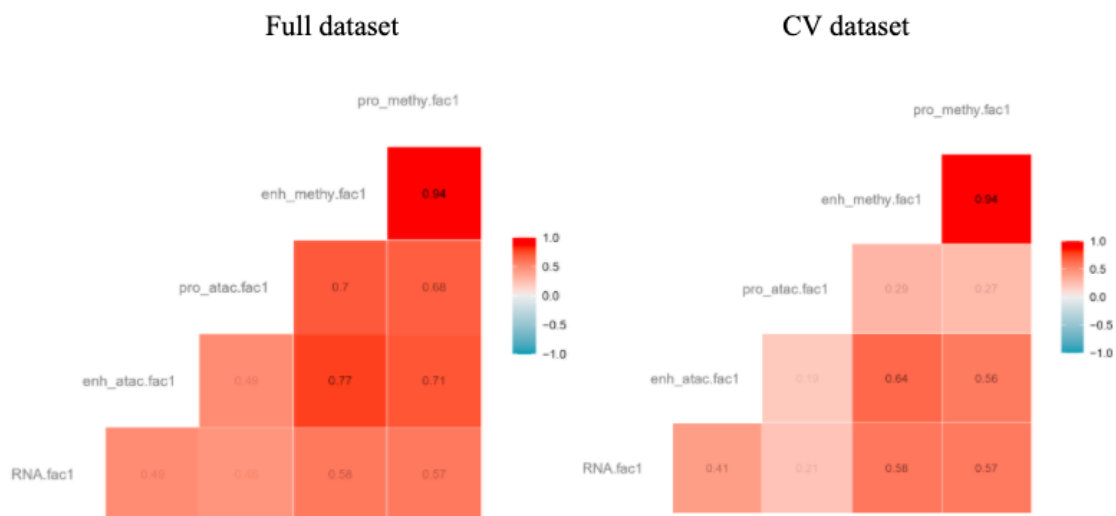 Full dataset
CV dataset
pro_methy.fac1
enh_methy.fac1
0.94
pro_atac.fac1
0.7 0.68
enh_atac.fac1
0.49 0.77 0.71
RNA.fac1
0.49 0.46 0.58 0.57
1.0
0.5
0.0
−0.5
−1.0
pro_methy.fac1
enh_methy.fac1
0.94
pro_atac.fac1
0.29 0.27
enh_atac.fac1
0.64 0.56
RNA.fac1
0.41 0.21 0.58 0.57
1.0
0.5
0.0
−0.5
−1.0